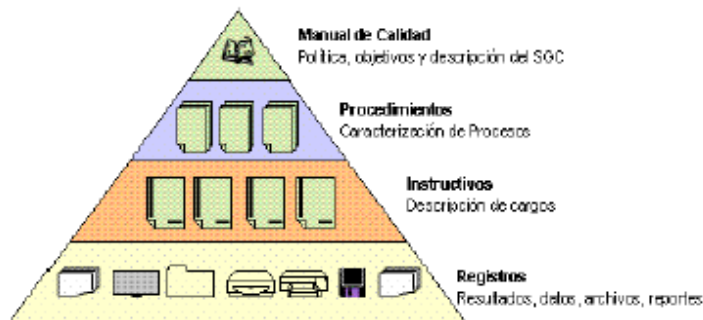 Manual de Calidad
Política, objetivos y descripción del SGC
Procedimientos
Caracterización de Procesos
Instructivos
Descripción de cargos
Registros
Resultados, datos, archivos, reportes